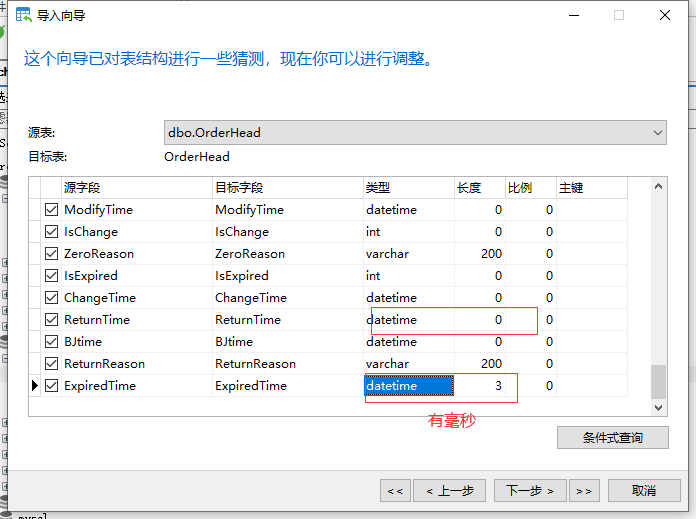 导入向导
这个向导已对表结构进行一些猜测，现在你可以进行调整。
源表: dbo.OrderHead
目标表: OrderHead
源字段 目标字段 类型 长度 比例 主键
ModifyTime ModifyTime datetime 0 0
IsChange IsChange int 0 0
ZeroReason ZeroReason varchar 200 0
IsExpired IsExpired int 0 0
ChangeTime ChangeTime datetime 0 0
ReturnTime ReturnTime datetime 0 0
BJtime BJtime datetime 0 0
ReturnReason ReturnReason varchar 200 0
ExpiredTime ExpiredTime datetime 3 0
有毫秒
条件式查询
<< < 上一步 下一步 > >> 取消